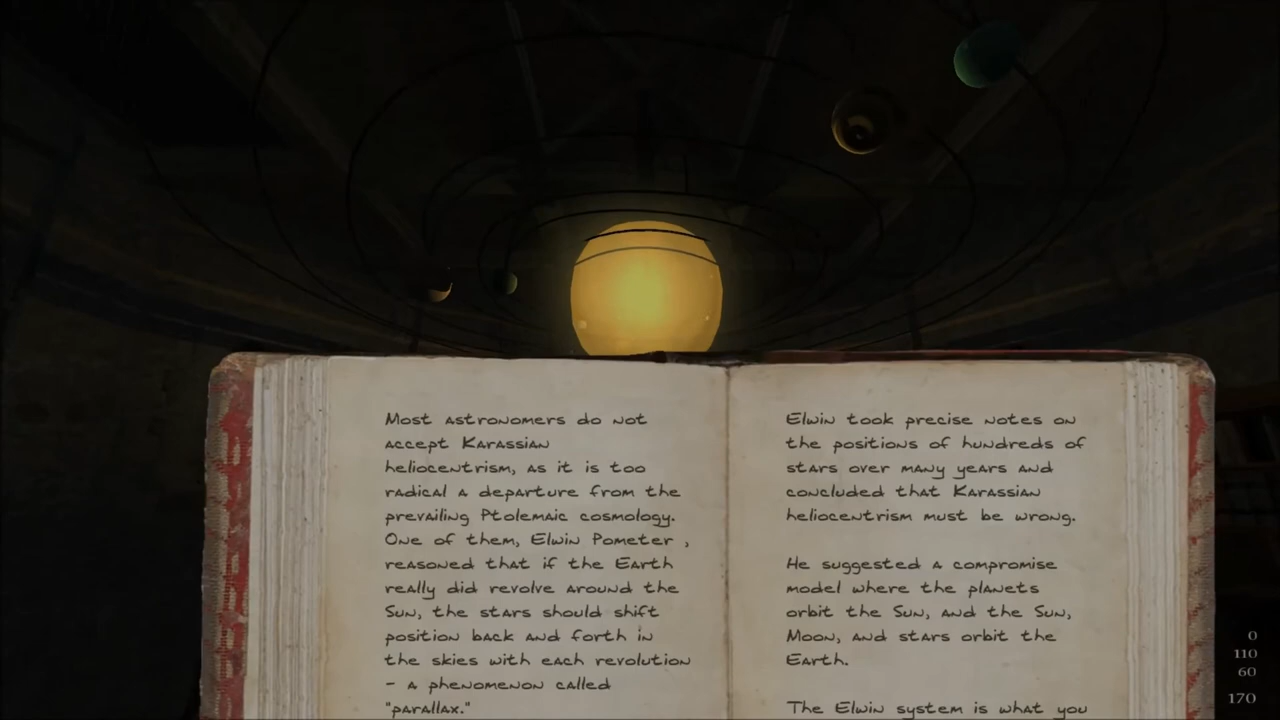 Most astronomers do not
accept Karassian
heliocentrism, as it is too
radical a departure from the
prevailing Ptolemaic cosmology.
One of them, Elwin Pometer ,
reasoned that if the Earth
really did revolve around the
Sun, the stars should shift
position back and forth in
the skies with each revolution
- a phenomenon called
"parallax."
Elwin took precise notes on
the positions of hundreds of
stars over many years and
concluded that Karassian
heliocentrism must be wrong.
He suggested a compromise
model where the planets
orbit the Sun, and the Sun,
Moon, and stars orbit the
Earth.
The Elwin system is what you
0
110
60
170